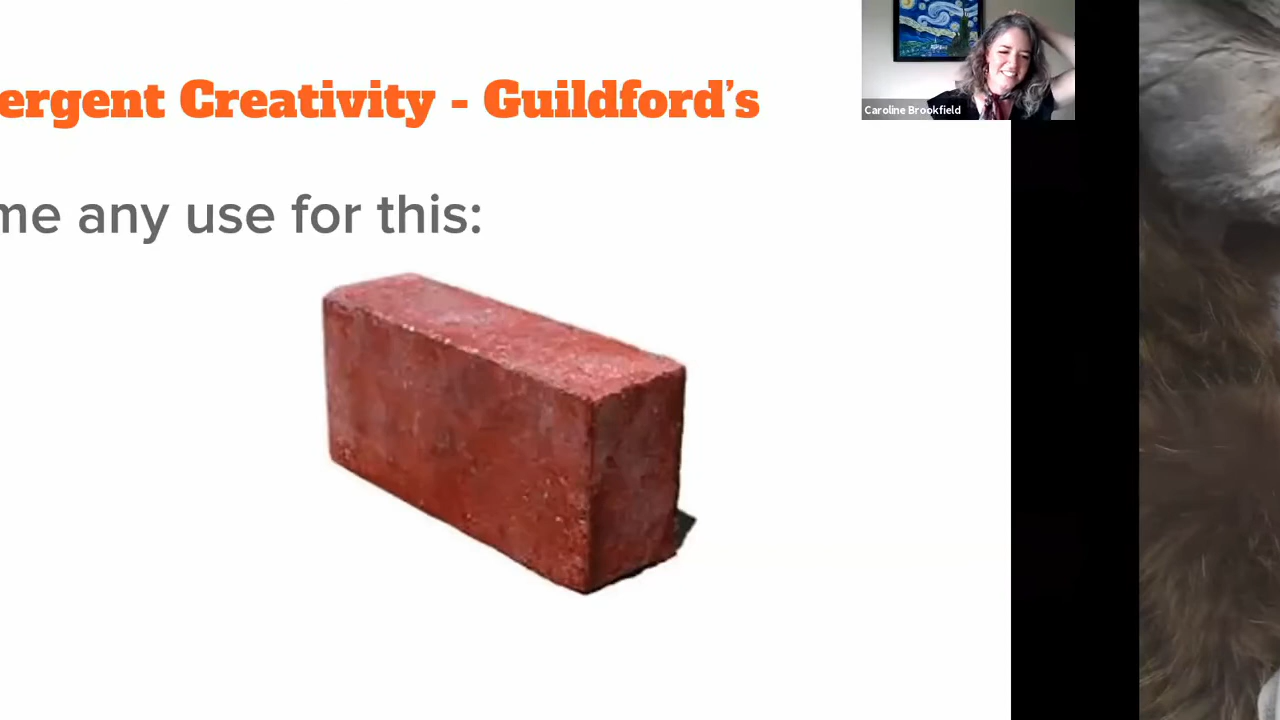 ergent Creativity - Guildford's
me any use for this:
Caroline Brookfield